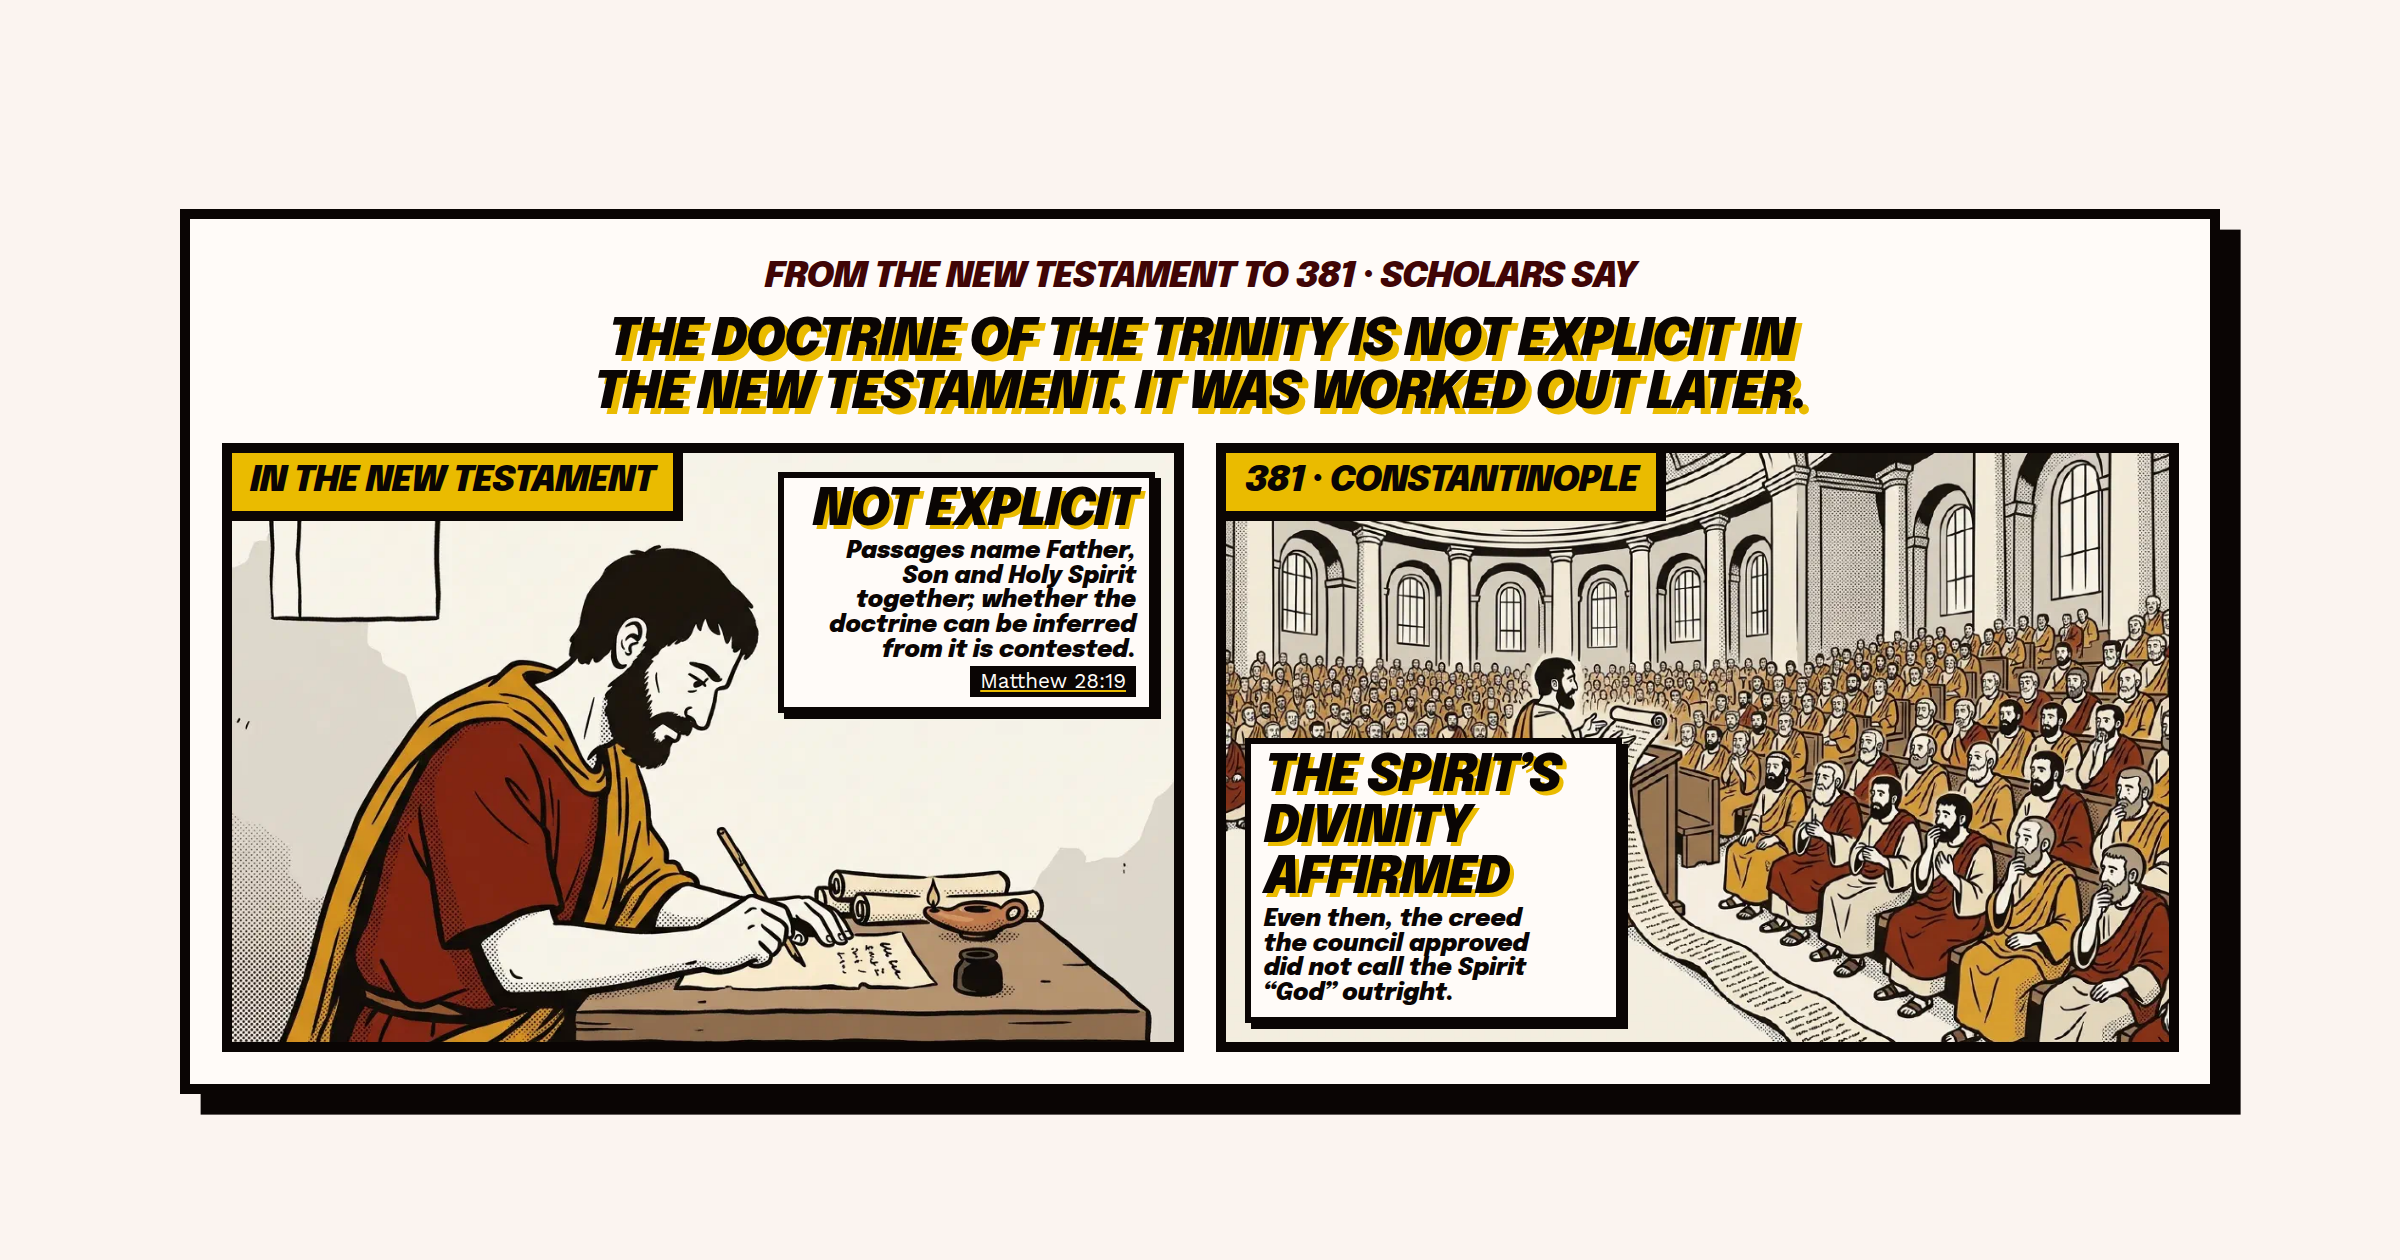 FROM THE NEW TESTAMENT TO 381 · SCHOLARS SAY
THE DOCTRINE OF THE TRINITY IS NOT EXPLICIT IN
THE NEW TESTAMENT. IT WAS WORKED OUT LATER.
IN THE NEW TESTAMENT
NOT EXPLICIT
Passages name Father,
Son and Holy Spirit
together; whether the
doctrine can be inferred
from it is contested.
Matthew 28:19
381 · CONSTANTINOPLE
THE SPIRIT’S
DIVINITY
AFFIRMED
Even then, the creed
the council approved
did not call the Spirit
“God” outright.